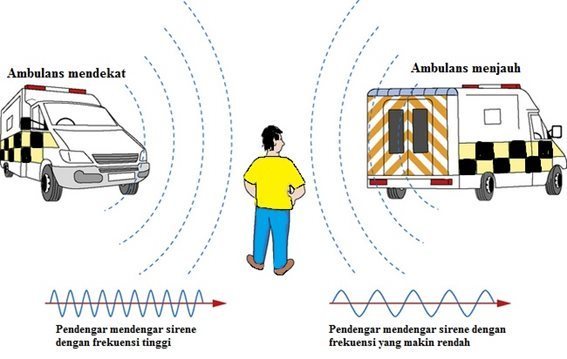 Ambulans mendekat
Ambulans menjauh
Pendengar mendengar sirene
dengan frekuensi tinggi
Pendengar mendengar sirene dengan
frekuensi yang makin rendah